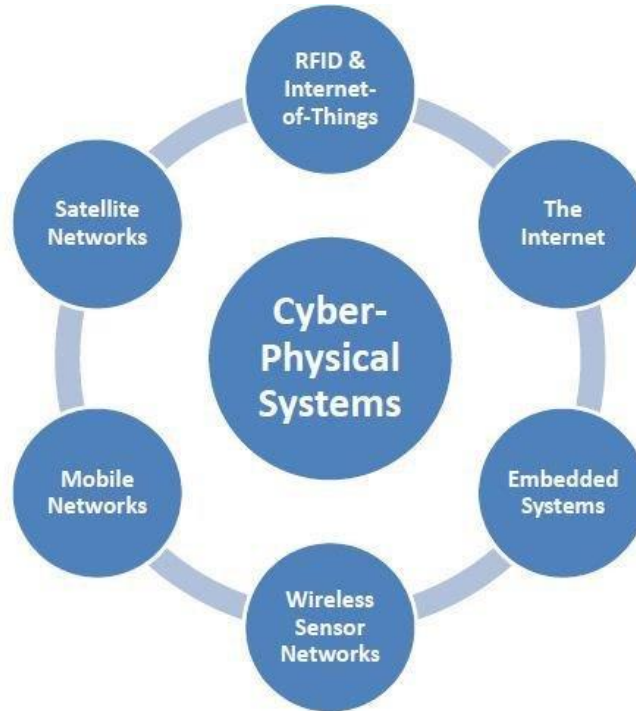 RFID &
Internet-
of-Things
Satellite
Networks
The
Internet
Cyber-
Physical
Systems
Mobile
Networks
Embedded
Systems
Wireless
Sensor
Networks